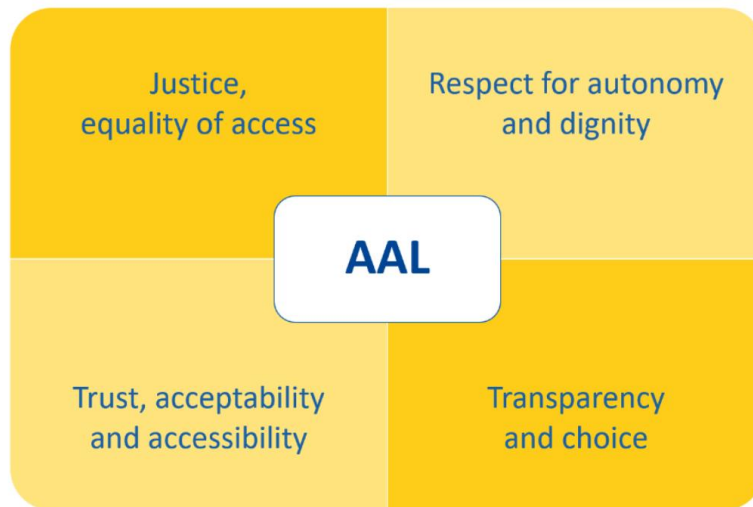 Justice,
equality of access
Respect for autonomy
and dignity
AAL
Trust, acceptability
and accessibility
Transparency
and choice